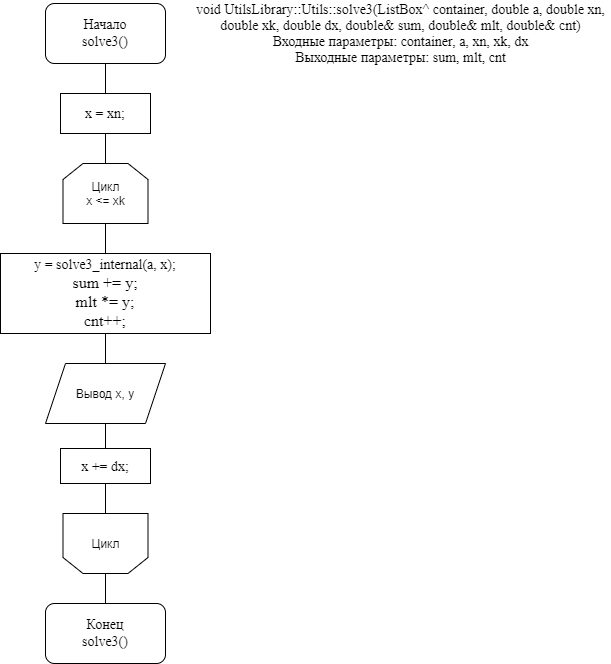 Начало
solve3()
void UtilsLibrary::Utils::solve3(ListBox^ container, double a, double xn,
double xk, double dx, double& sum, double& mlt, double& cnt)
Входные параметры: container, a, xn, xk, dx
Выходные параметры: sum, mlt, cnt
x = xn;
Цикл
x <= xk
y = solve3_internal(a, x);
sum += y;
mlt *= y;
cnt++;
Вывод x, y
x += dx;
Цикл
Конец
solve3()